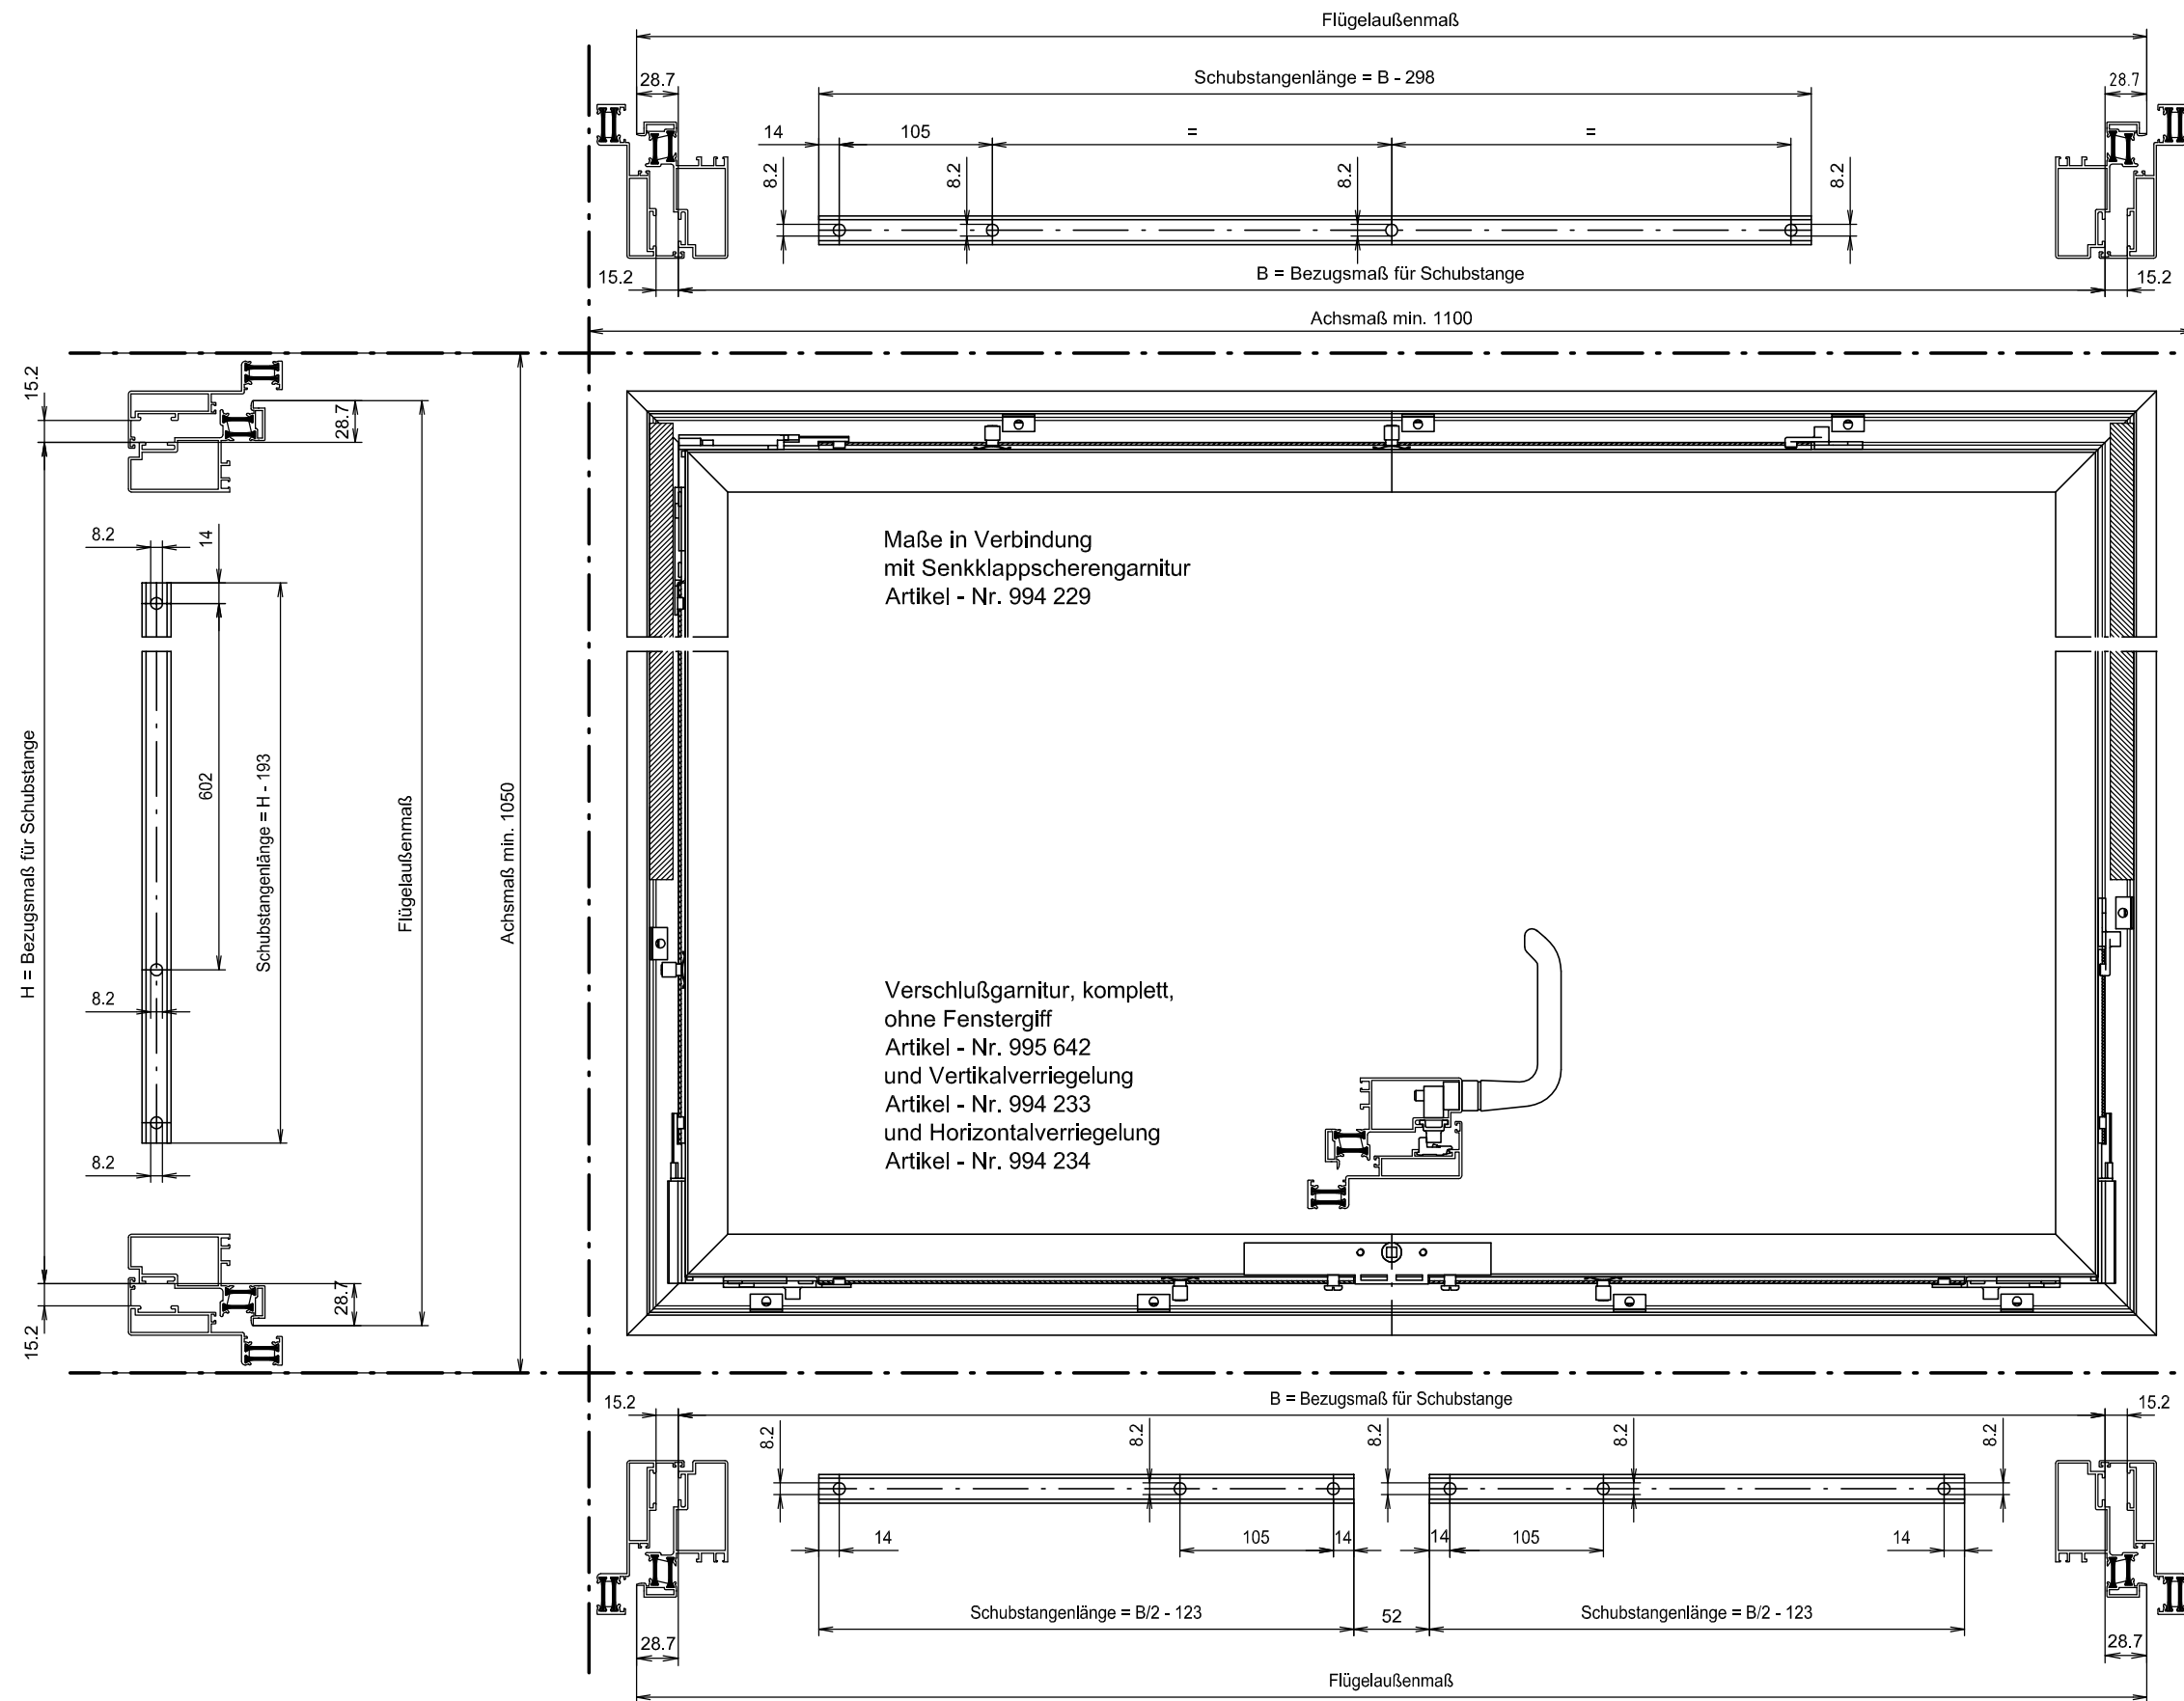 Flügelaußenmaß
28.7
Schubstangenlänge = B - 298
28.7
14
105
=
=
8.2
8.2
8.2
8.2
15.2
B = Bezugsmaß für Schubstange
15.2
Achsmaß min. 1100
15.2
28.7
8.2
14
602
Schubstangenlänge = H - 193
H = Bezugsmaß für Schubstange
Flügelaußenmaß
Achsmaß min. 1050
8.2
8.2
28.7
15.2
Maße in Verbindung
mit Senkklappscherengarnitur
Artikel - Nr. 994 229
Verschlußgarnitur, komplett,
ohne Fenstergiff
Artikel - Nr. 995 642
und Vertikalverriegelung
Artikel - Nr. 994 233
und Horizontalverriegelung
Artikel - Nr. 994 234
15.2
B = Bezugsmaß für Schubstange
15.2
8.2
8.2
8.2
8.2
8.2
14
105
14
14
105
14
Schubstangenlänge = B/2 - 123
52
Schubstangenlänge = B/2 - 123
28.7
28.7
Flügelaußenmaß